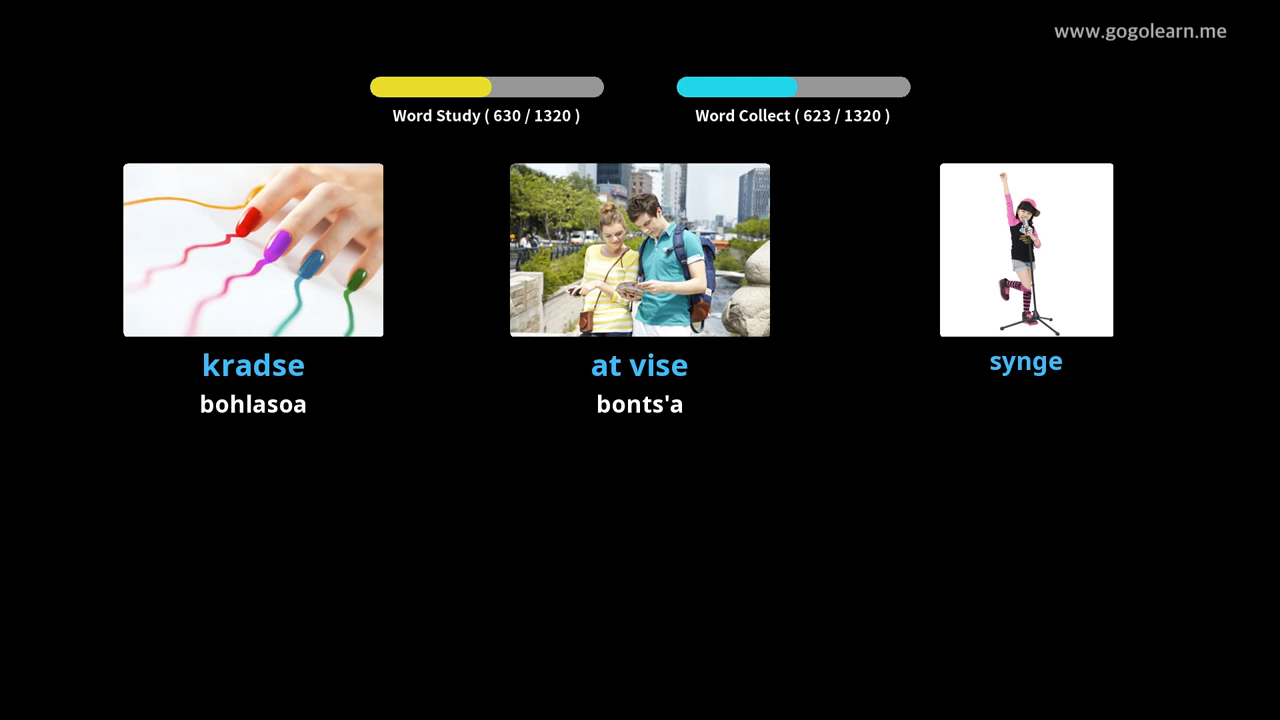 www.gogolearn.me
Word Study ( 630 / 1320 )
Word Collect ( 623 / 1320 )
kradse
bohlasoa
at vise
bonts'a
synge